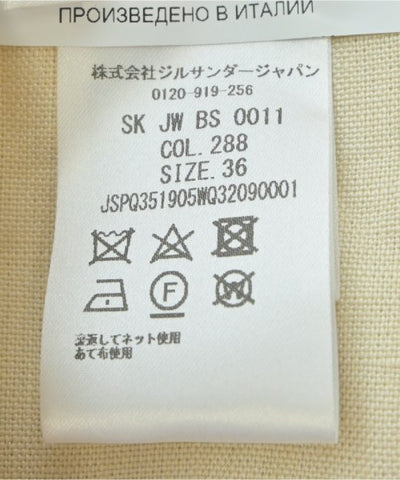 ПРОИЗВЕДЕНО В ИТАЛИИ
株式会社ジルサンダージャパン
0120-919-256
SK JW BS 0011
COL. 288
SIZE. 36
JSPQ351905WQ32090001
F W
裏返してネット使用
あて布使用